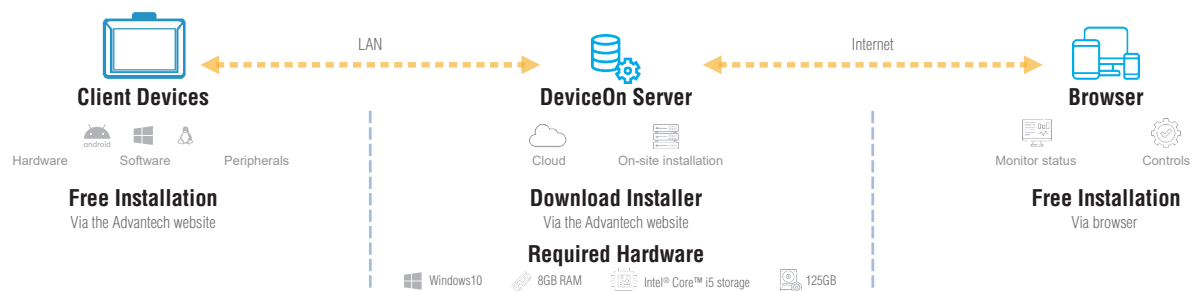 LAN
Internet
Client Devices
DeviceOn Server
Browser
android
Hardware
Software
Peripherals
Cloud
On-site installation
Monitor status
Controls
Free Installation
Via the Advantech website
Download Installer
Via the Advantech website
Free Installation
Via browser
Required Hardware
Windows10
8GB RAM
Intel® Core™ i5 storage
125GB